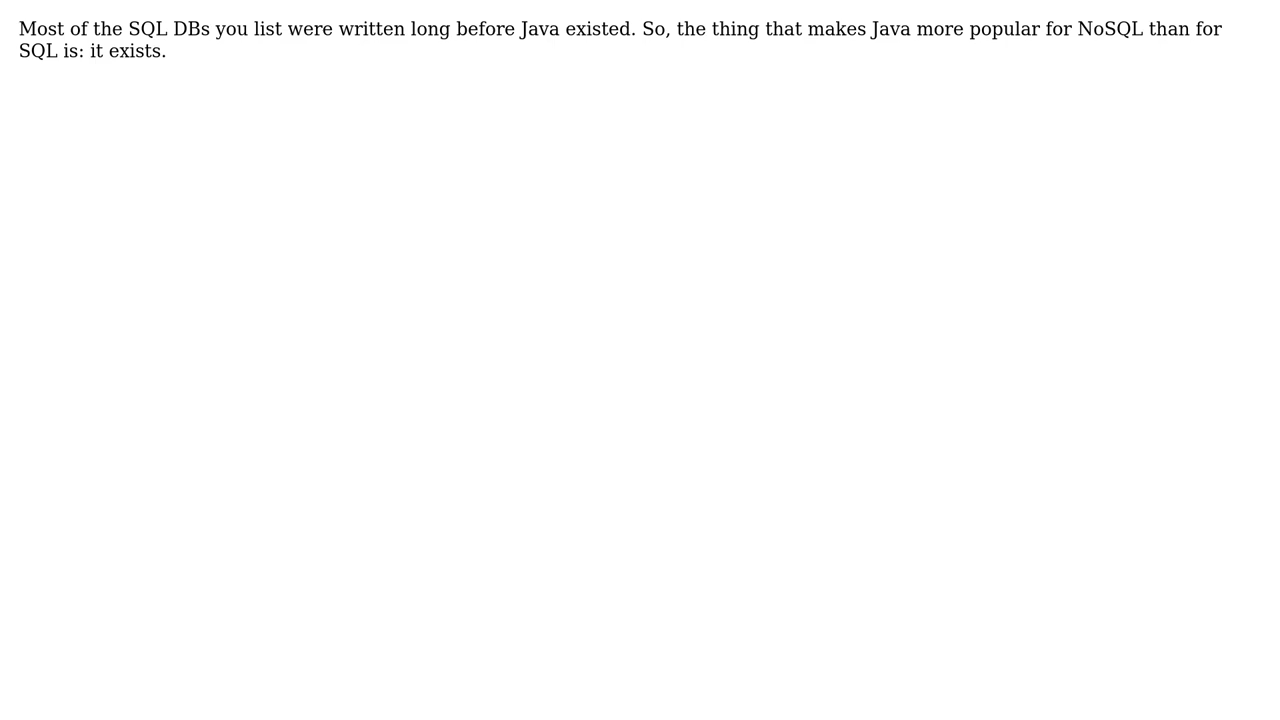 Most of the SQL DBs you list were written long before Java existed. So, the thing that makes Java more popular for NoSQL than for
SQL is: it exists.